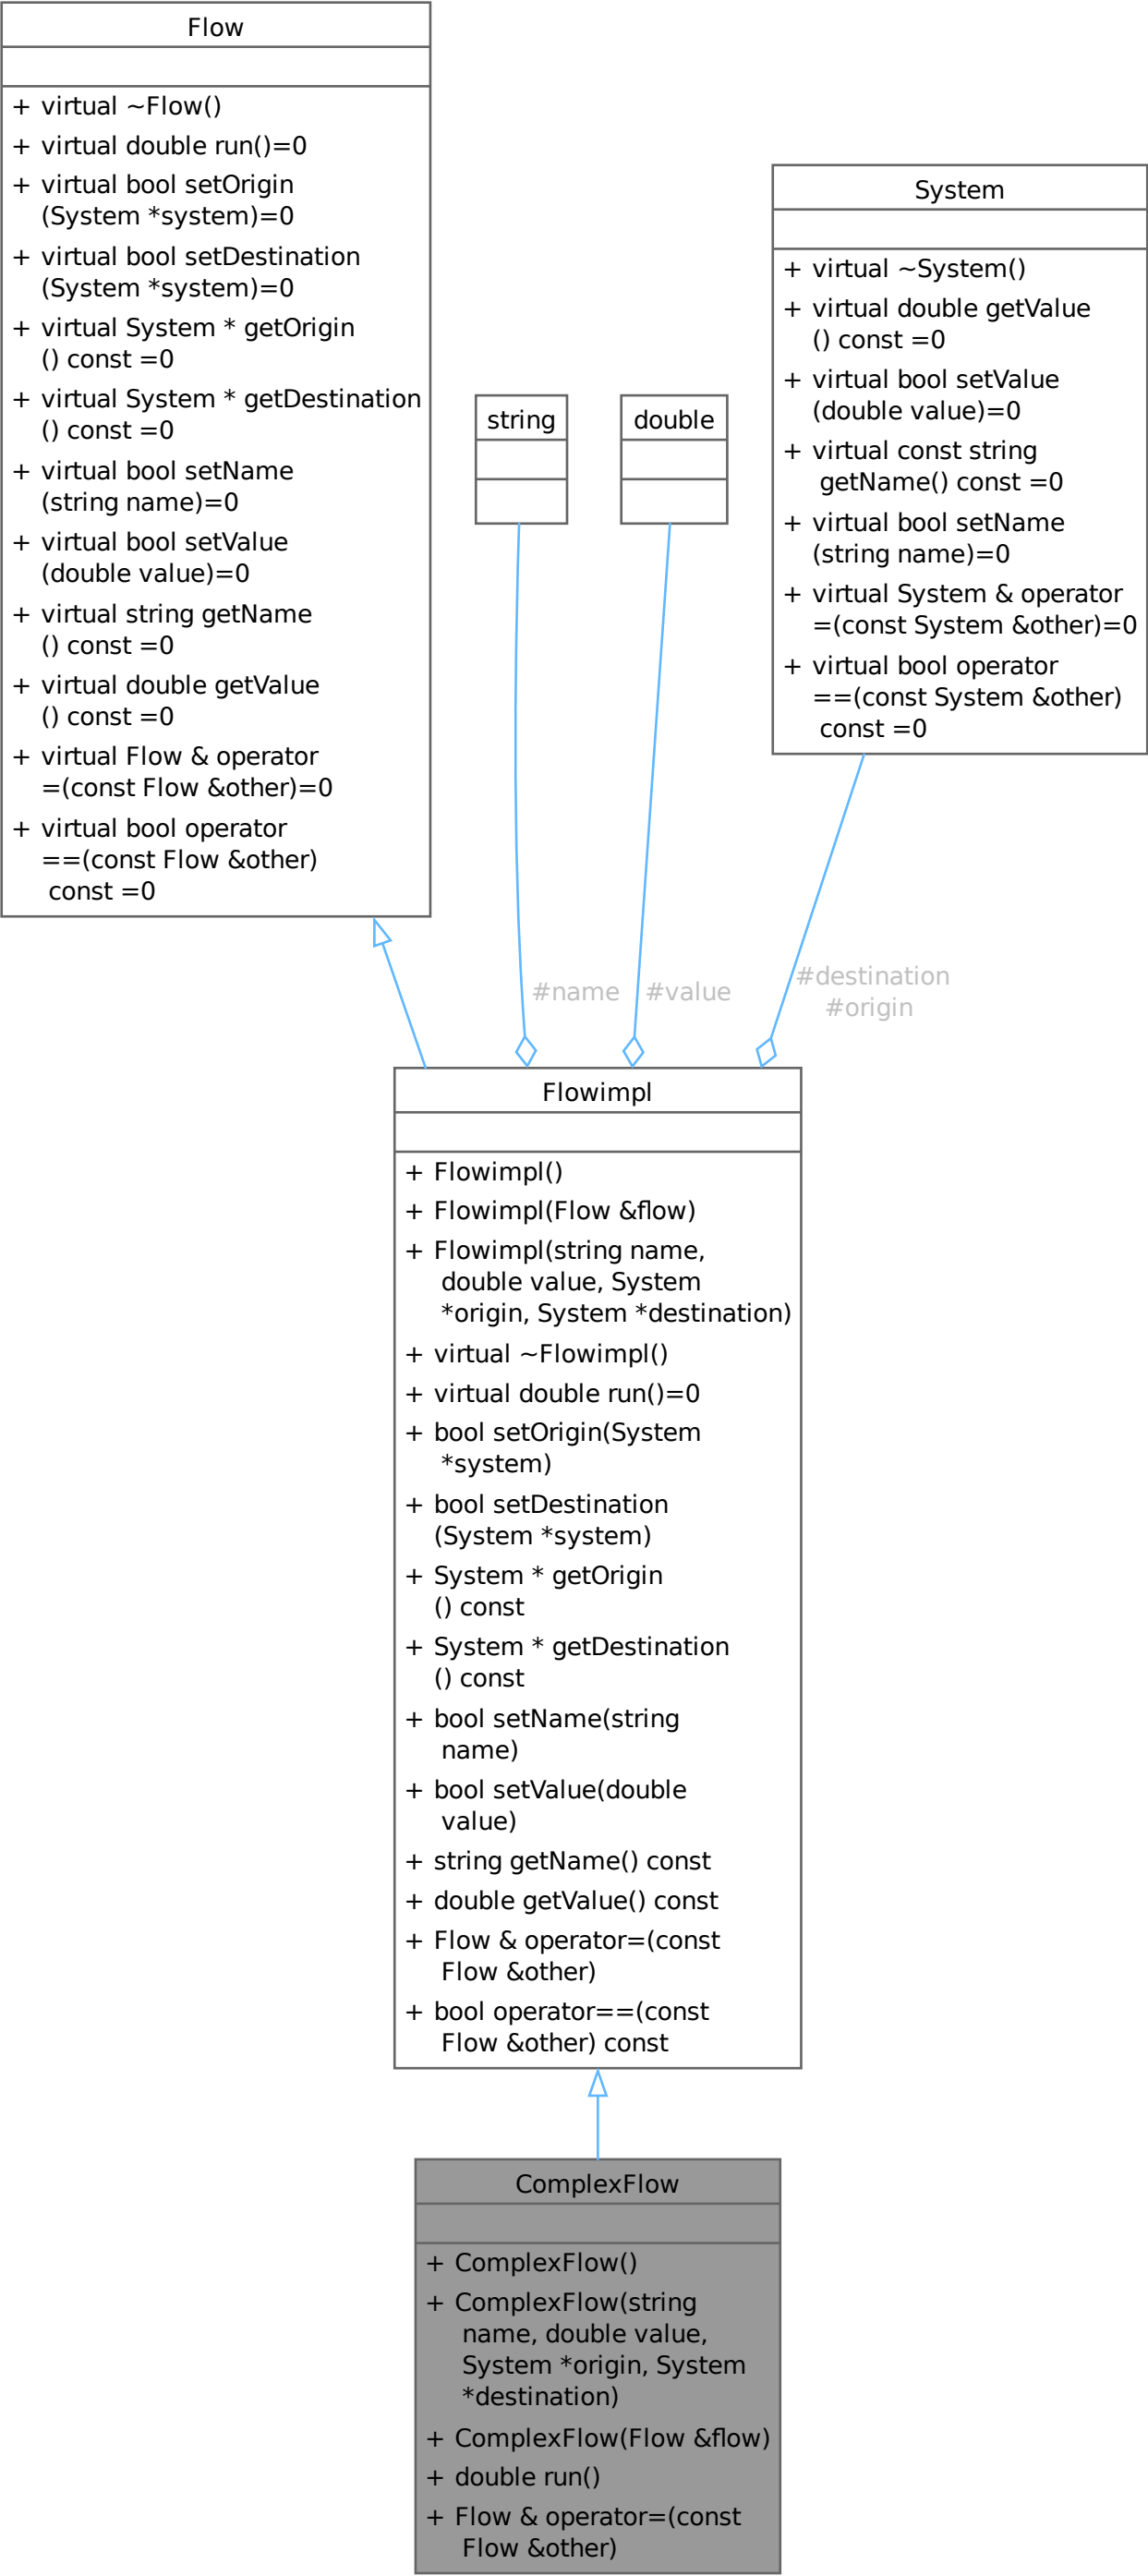 Flow
+ virtual ~Flow()
+ virtual double run()=0
+ virtual bool setOrigin
(System *system)=0
+ virtual bool setDestination
(System *system)=0
+ virtual System * getOrigin
() const =0
+ virtual System * getDestination
() const =0
+ virtual bool setName
(string name)=0
+ virtual bool setValue
(double value)=0
+ virtual string getName
() const =0
+ virtual double getValue
() const =0
+ virtual Flow & operator
=(const Flow &other)=0
+ virtual bool operator
==(const Flow &other)
const =0
string
double
System
+ virtual ~System()
+ virtual double getValue
() const =0
+ virtual bool setValue
(double value)=0
+ virtual const string
getName() const =0
+ virtual bool setName
(string name)=0
+ virtual System & operator
=(const System &other)=0
+ virtual bool operator
==(const System &other)
const =0
#name
#value
#destination
#origin
Flowimpl
+ Flowimpl()
+ Flowimpl(Flow &flow)
+ Flowimpl(string name,
double value, System
*origin, System *destination)
+ virtual ~Flowimpl()
+ virtual double run()=0
+ bool setOrigin(System
*system)
+ bool setDestination
(System *system)
+ System * getOrigin
() const
+ System * getDestination
() const
+ bool setName(string
name)
+ bool setValue(double
value)
+ string getName() const
+ double getValue() const
+ Flow & operator=(const
Flow &other)
+ bool operator==(const
Flow &other) const
ComplexFlow
+ ComplexFlow()
+ ComplexFlow(string
name, double value,
System *origin, System
*destination)
+ ComplexFlow(Flow &flow)
+ double run()
+ Flow & operator=(const
Flow &other)